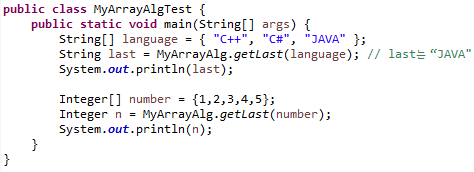 public class MyArrayAlgTest {
    public static void main(String[] args) {
        String[] language = { "C++", "C#", "JAVA" };
        String last = MyArrayAlg.getLast(language); // last는 “JAVA"
        System.out.println(last);

        Integer[] number = {1,2,3,4,5};
        Integer n = MyArrayAlg.getLast(number);
        System.out.println(n);
    }
}